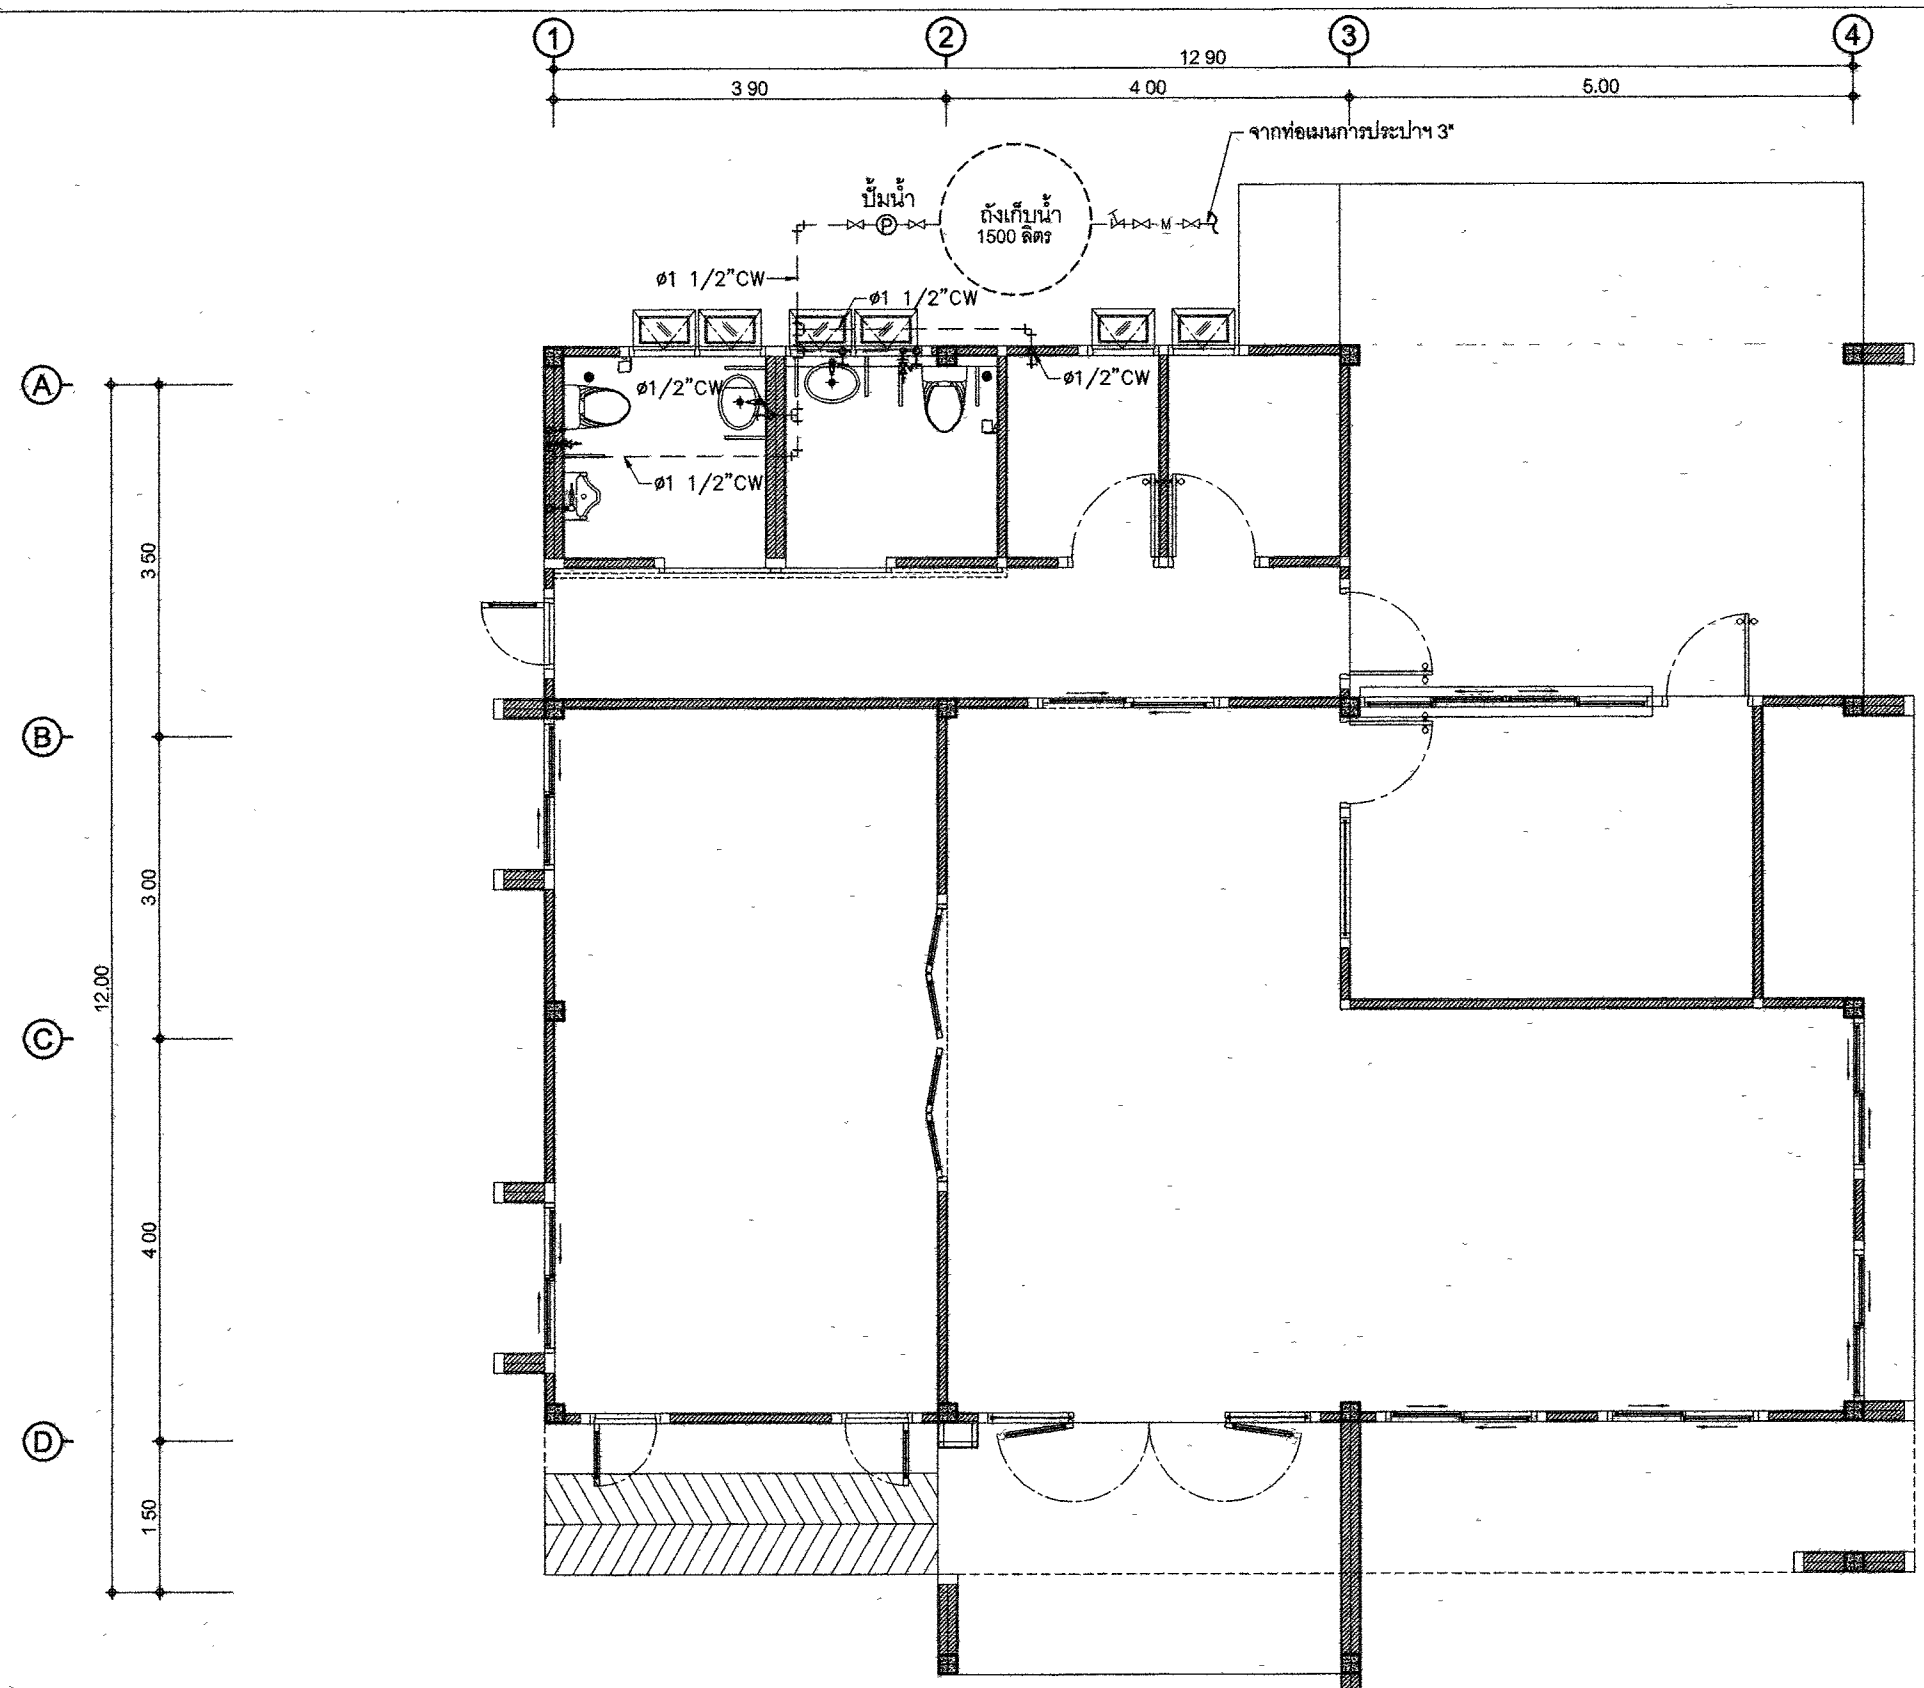 1
2
3
4
12 90
3 90
4 00
5.00
จากท่อเมนการประปาฯ 3"
ปั๊มน้ำ
P
ถังเก็บน้ำ
1500 ลิตร
M
ø1 1/2"CW
ø1 1/2"CW
A
ø1/2"CW
ø1/2"CW
ø1 1/2"CW
3 50
B
3 00
12.00
C
4 00
D
1 50